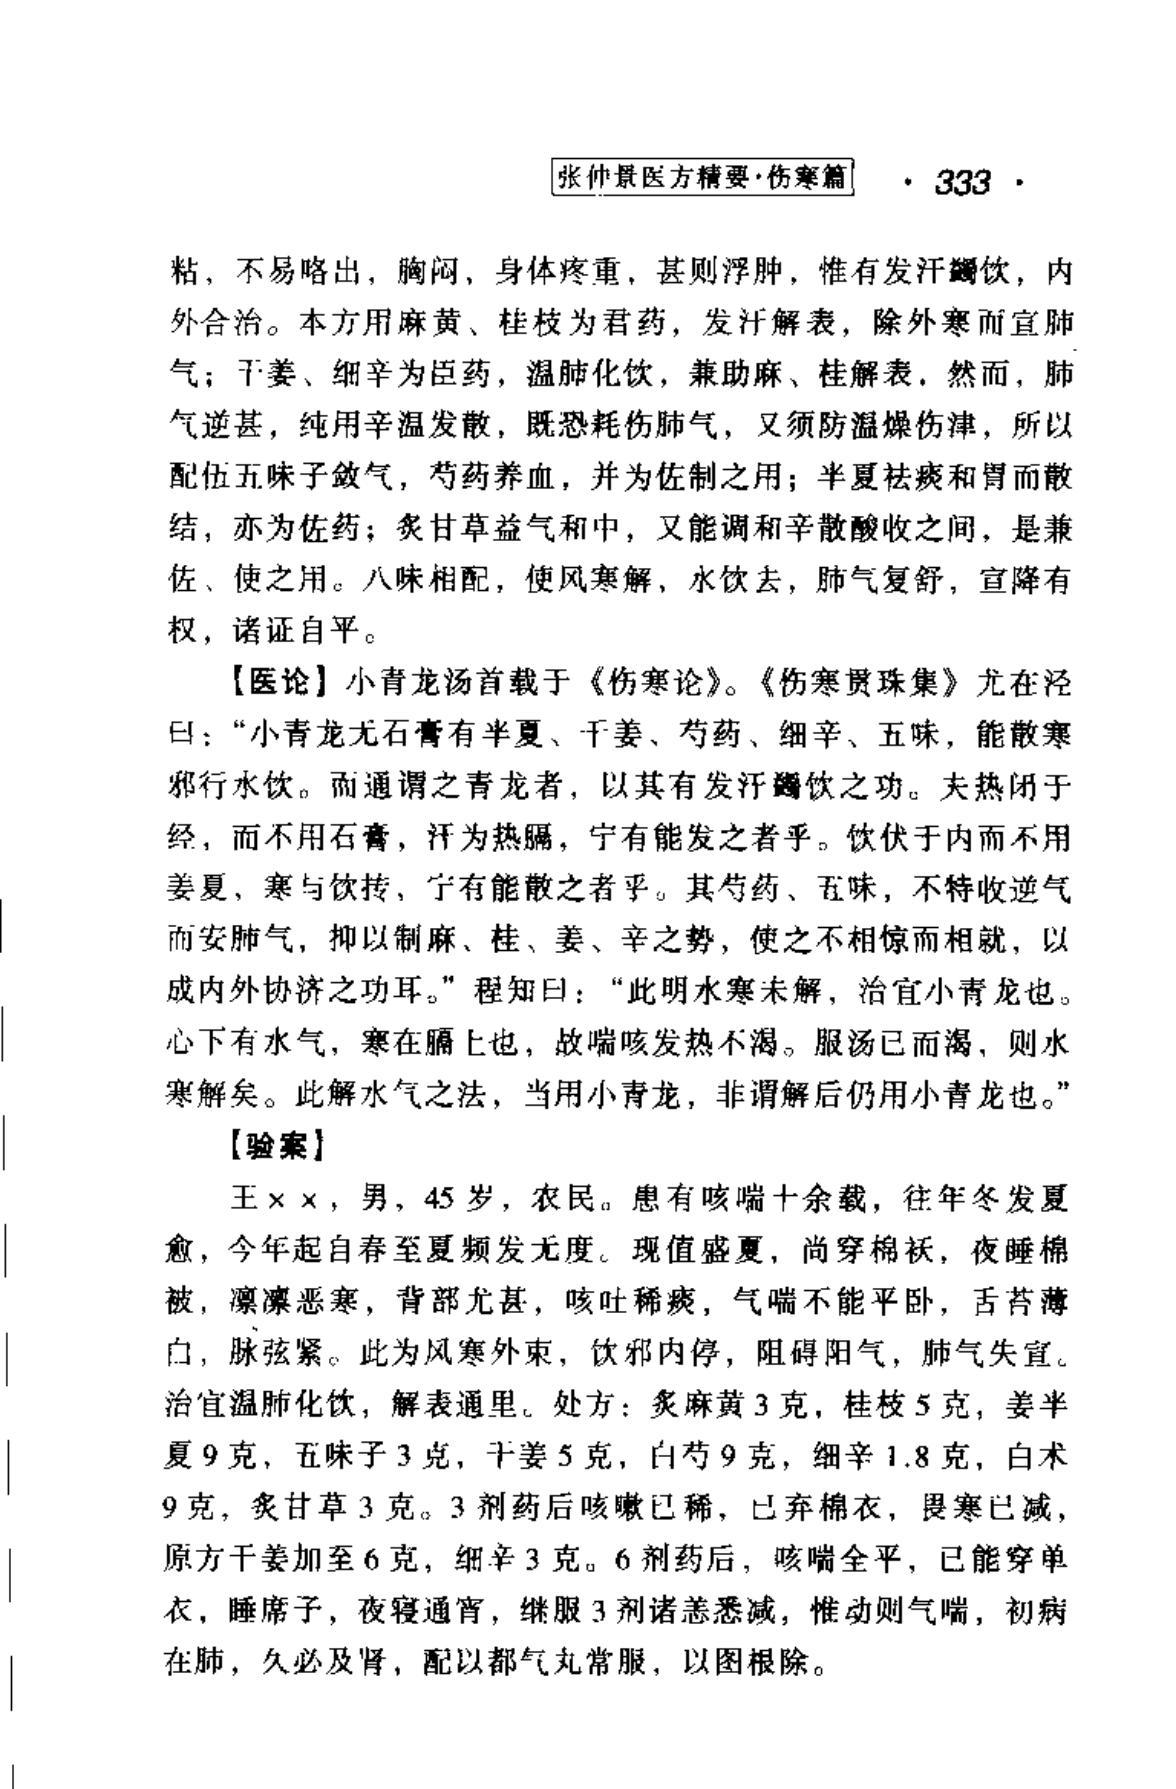 张仲景医方精要·伤寒篇 · 333 ·
粘，不易咯出，胸闷，身体疼重，甚则浮肿，惟有发汗蠲饮，内
外合治。本方用麻黄、桂枝为君药，发汗解表，除外寒而宣肺
气；干姜、细辛为臣药，温肺化饮，兼助麻、桂解表．然而，肺
气逆甚，纯用辛温发散，既恐耗伤肺气，又须防温燥伤津，所以
配伍五味子敛气，芍药养血，并为佐制之用；半夏祛痰和胃而散
结，亦为佐药；炙甘草益气和中，又能调和辛散酸收之间，是兼
佐、使之用。八味相配，使风寒解，水饮去，肺气复舒，宣降有
权，诸证自平。
【医论】小青龙汤首载于《伤寒论》。《伤寒贯珠集》尤在泾
曰：“小青龙无石膏有半夏、干姜、芍药、细辛、五味，能散寒
邪行水饮。而通谓之青龙者，以其有发汗蠲饮之功。夫热闭于
经，而不用石膏，汗为热隔，宁有能发之者乎。饮伏于内而不用
姜夏，寒与饮抟，宁有能散之者乎。其芍药、五味，不特收逆气
而安肺气，抑以制麻、桂、姜、辛之势，使之不相惊而相就，以
成内外协济之功耳。”程知曰：“此明水寒未解，治宜小青龙也。
心下有水气，寒在膈上也，故喘咳发热不渴。服汤已而渴，则水
寒解矣。此解水气之法，当用小青龙，非谓解后仍用小青龙也。”
【验案】
王××，男，45岁，农民。患有咳喘十余载，往年冬发夏
愈，今年起自春至夏频发无度。现值盛夏，尚穿棉袄，夜睡棉
被，凛凛恶寒，背部尤甚，咳吐稀痰，气喘不能平卧，舌苔薄
白，脉弦紧。此为风寒外束，饮邪内停，阻碍阳气，肺气失宣。
治宜温肺化饮，解表通里。处方：炙麻黄3克，桂枝5克，姜半
夏9克，五味子3克，干姜5克，白芍9克，细辛1.8克，白术
9克，炙甘草3克。3剂药后咳嗽已稀，已弃棉衣，畏寒已减，
原方干姜加至6克，细辛3克。6剂药后，咳喘全平，已能穿单
衣，睡席子，夜寝通宵，继服3剂诸恙悉减，惟动则气喘，初病
在肺，久必及肾，配以都气丸常服，以图根除。